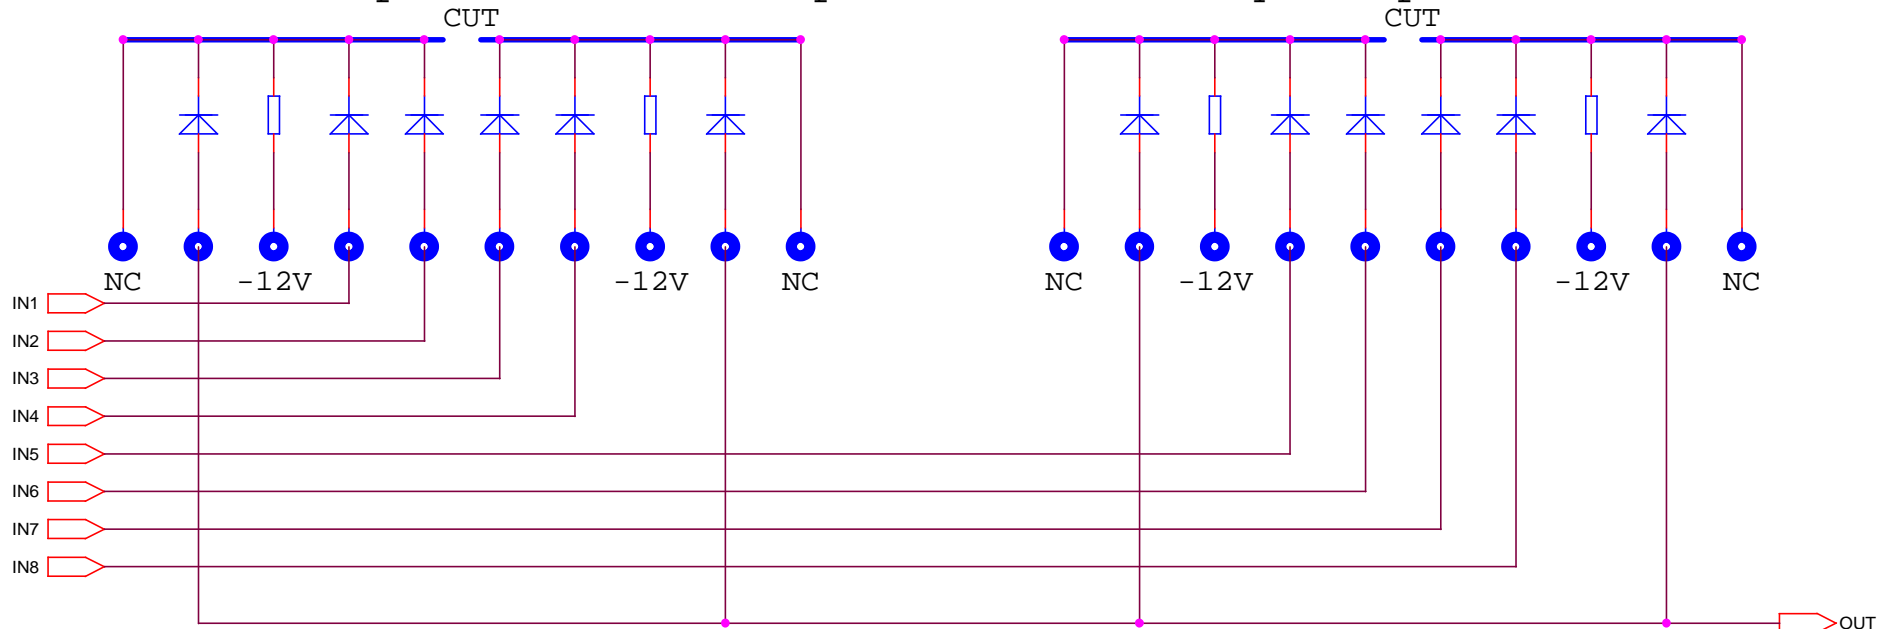 CUT CUT
NC -12V -12V NC NC -12V -12V NC
IN1
IN2
IN3
IN4
IN5
IN6
IN7
IN8
OUT